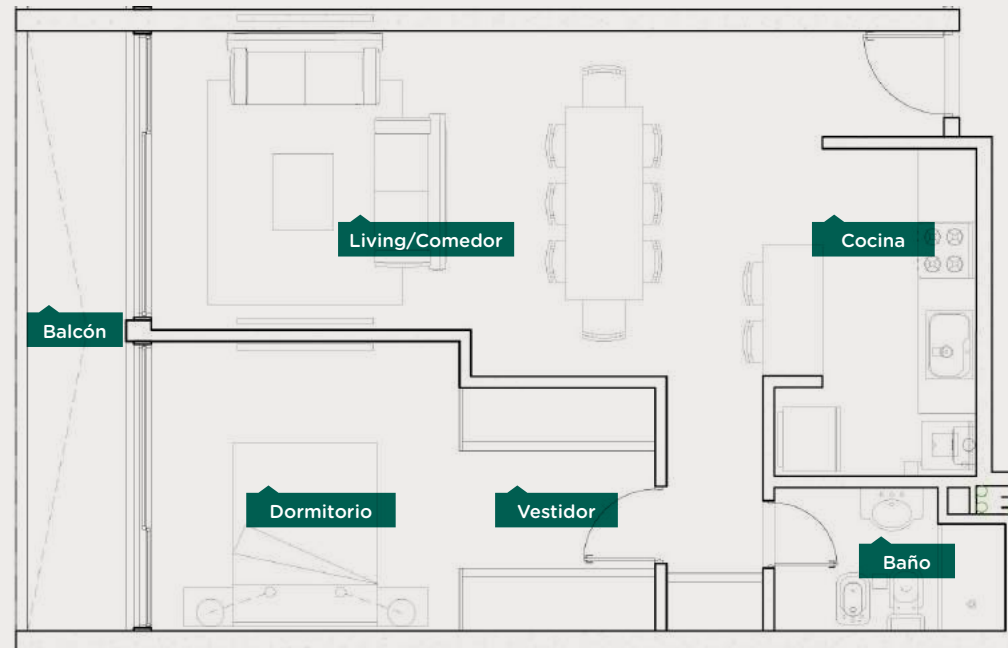 Living/Comedor
Cocina
Balcón
Dormitorio
Vestidor
Baño